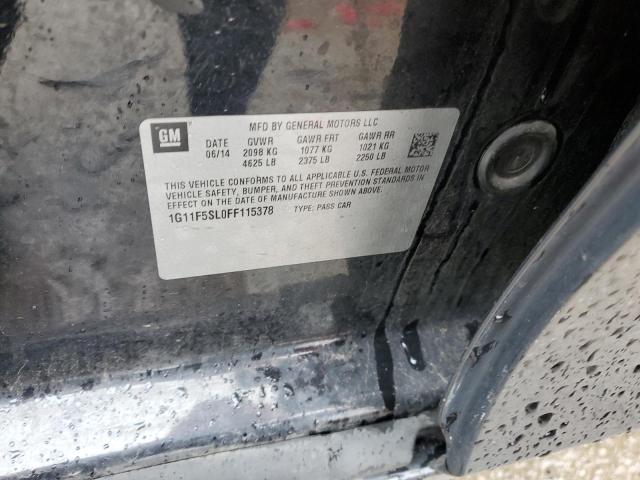 MFD BY GENERAL MOTORS LLC
GM
DATE GVWR GAWR FRT GAWR RR
06/14 2098 KG 1077 KG 1021 KG
4625 LB 2375 LB 2250 LB
THIS VEHICLE CONFORMS TO ALL APPLICABLE U.S. FEDERAL MOTOR
VEHICLE SAFETY, BUMPER, AND THEFT PREVENTION STANDARDS IN
EFFECT ON THE DATE OF MANUFACTURE SHOWN ABOVE.
1G11F5SL0FF115378 TYPE: PASS CAR